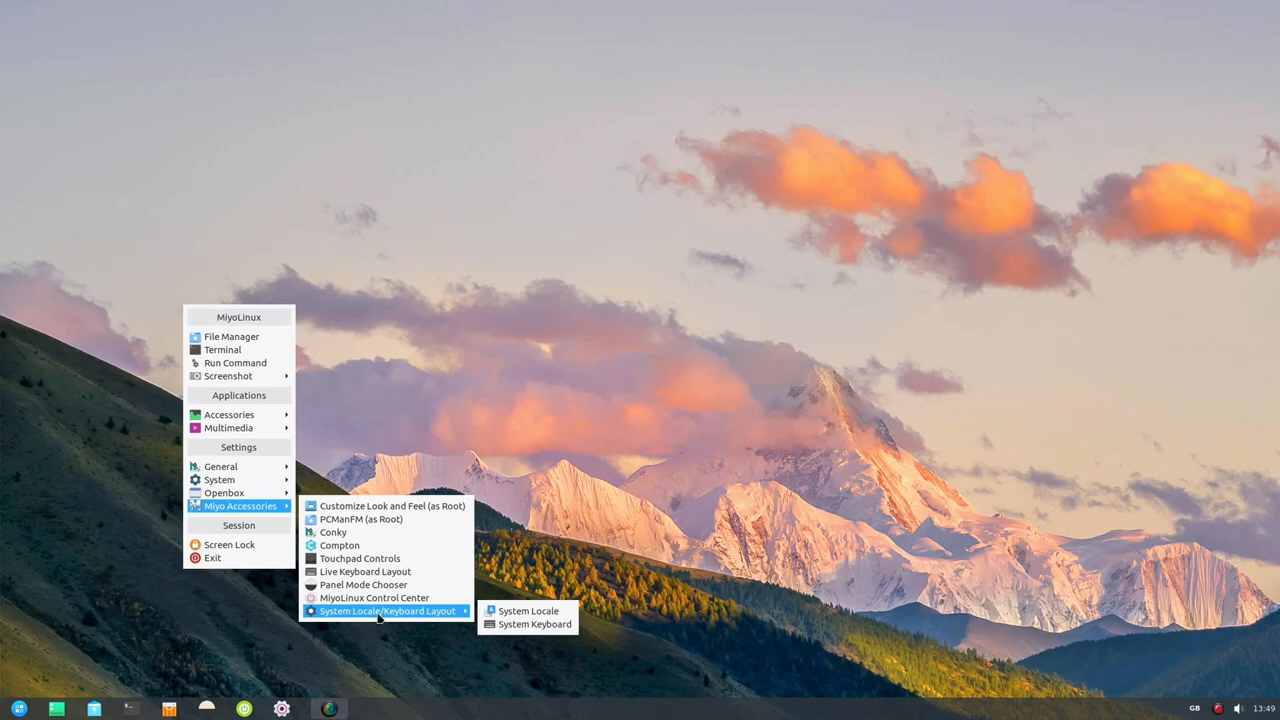 MiyoLinux
File Manager
Terminal
Run Command
Screenshot
Applications
Accessories
Multimedia
Settings
General
System
Openbox
Miyo Accessories
Session
Screen Lock
Exit
Customize Look and Feel (as Root)
PCManFM (as Root)
Conky
Compton
Touchpad Controls
Live Keyboard Layout
Panel Mode Chooser
MiyoLinux Control Center
System Locale/Keyboard Layout
System Locale
System Keyboard
GB
13:49